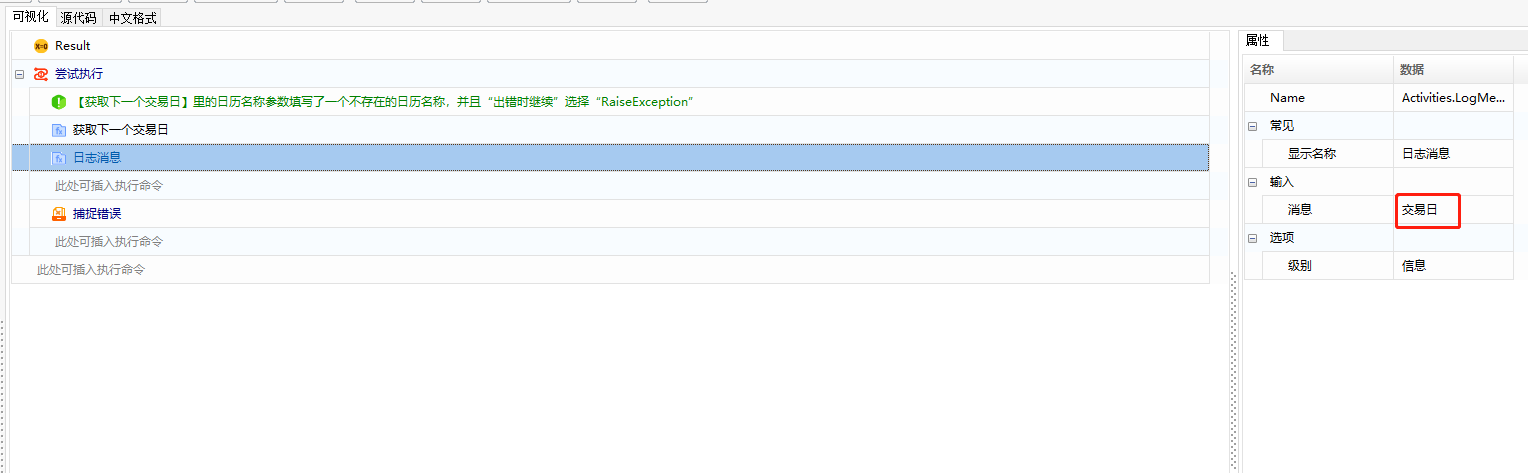 可视化 源代码 中文格式
Result
尝试执行
【获取下一个交易日】里的日历名称参数填写了一个不存在的日历名称，并且“出错时继续”选择“RaiseException”
获取下一个交易日
日志消息
此处可插入执行命令
捕捉错误
此处可插入执行命令
此处可插入执行命令
属性
名称 数据
Name Activities.LogMe...
常见
显示名称 日志消息
输入
消息 交易日
选项
级别 信息